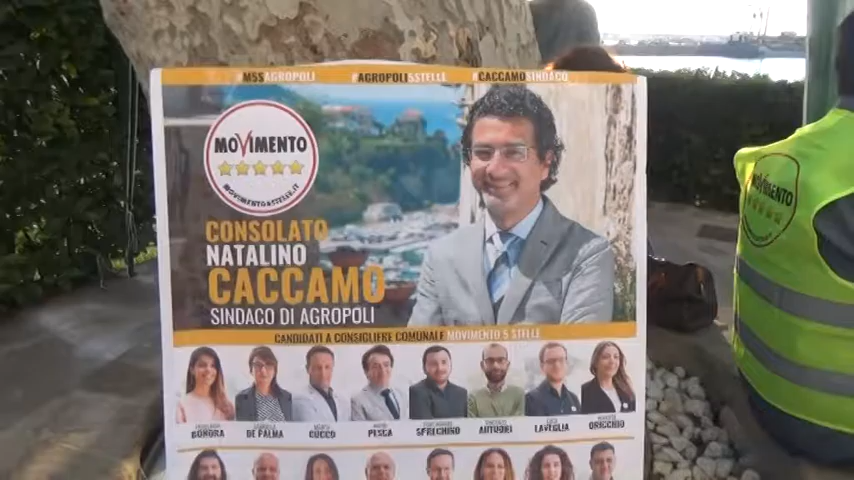 #M5SAGROPOLI #AGROPOLI5STELLE #CACCAMOSINDACO
MOVIMENTO
MOVIMENTO5STELLE.IT
CONSOLATO
NATALINO
CACCAMO
SINDACO DI AGROPOLI
CANDIDATI A CONSIGLIERE COMUNALE MOVIMENTO 5 STELLE
BONORA DE PALMA CUCCO PESCA SFRECHINO AUTUORI LAVEGLIA ORICCHIO
MOVIMENTO